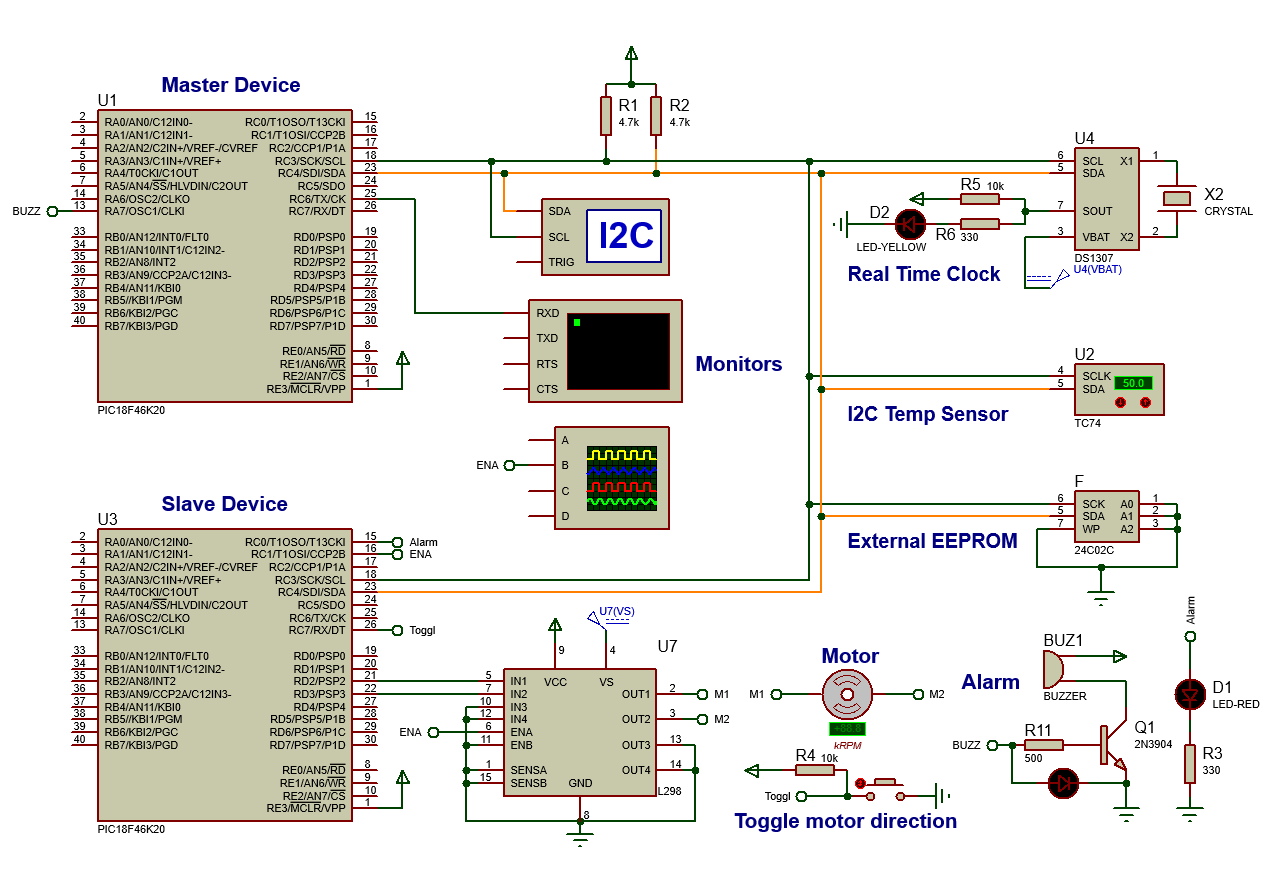 Master Device
U1
2 RA0/AN0/C12IN0- RC0/T1OSO/T13CKI 15
3 RA1/AN1/C12IN1- RC1/T1OSI/CCP2B 16
4 RA2/AN2/C2IN+/VREF-/CVREF RC2/CCP1/P1A 17
5 RA3/AN3/C1IN+/VREF+ RC3/SCK/SCL 18
6 RA4/T0CKI/C1OUT RC4/SDI/SDA 23
7 RA5/AN4/SS/HLVDIN/C2OUT RC5/SDO 24
14 RA6/OSC2/CLKO RC6/TX/CK 25
BUZZ 13 RA7/OSC1/CLKI RC7/RX/DT 26
33 RB0/AN12/INT0/FLT0 RD0/PSP0 19
34 RB1/AN10/INT1/C12IN2- RD1/PSP1 20
35 RB2/AN8/INT2 RD2/PSP2 21
36 RB3/AN9/CCP2A/C12IN3- RD3/PSP3 22
37 RB4/AN11/KBI0 RD4/PSP4 27
38 RB5//KBI1/PGM RD5/PSP5/P1B 28
39 RB6/KBI2/PGC RD6/PSP6/P1C 29
40 RB7/KBI3/PGD RD7/PSP7/P1D 30
RE0/AN5/RD 8
RE1/AN6/WR 9
RE2/AN7/CS 10
RE3/MCLR/VPP 1
PIC18F46K20
R1
4.7k
R2
4.7k
SDA
SCL
TRIG
I2C
RXD
TXD
RTS
CTS
Monitors
A
ENA B
C
D
U4
6 SCL X1 1
5 SDA
7 SOUT
3 VBAT X2 2
DS1307
U4(VBAT)
X2
CRYSTAL
R5 10k
D2
LED-YELLOW
R6 330
Real Time Clock
U2
4 SCLK
5 SDA
50.0
TC74
I2C Temp Sensor
F
6 SCK A0 1
5 SDA A1 2
7 WP A2 3
24C02C
External EEPROM
Slave Device
U3
2 RA0/AN0/C12IN0- RC0/T1OSO/T13CKI 15 Alarm
3 RA1/AN1/C12IN1- RC1/T1OSI/CCP2B 16 ENA
4 RA2/AN2/C2IN+/VREF-/CVREF RC2/CCP1/P1A 17
5 RA3/AN3/C1IN+/VREF+ RC3/SCK/SCL 18
6 RA4/T0CKI/C1OUT RC4/SDI/SDA 23
7 RA5/AN4/SS/HLVDIN/C2OUT RC5/SDO 24
14 RA6/OSC2/CLKO RC6/TX/CK 25
13 RA7/OSC1/CLKI RC7/RX/DT 26 Toggl
33 RB0/AN12/INT0/FLT0 RD0/PSP0 19
34 RB1/AN10/INT1/C12IN2- RD1/PSP1 20
35 RB2/AN8/INT2 RD2/PSP2 21
36 RB3/AN9/CCP2A/C12IN3- RD3/PSP3 22
37 RB4/AN11/KBI0 RD4/PSP4 27
38 RB5//KBI1/PGM RD5/PSP5/P1B 28
39 RB6/KBI2/PGC RD6/PSP6/P1C 29
40 RB7/KBI3/PGD RD7/PSP7/P1D 30
RE0/AN5/RD 8
RE1/AN6/WR 9
RE2/AN7/CS 10
RE3/MCLR/VPP 1
PIC18F46K20
U7(VS)
9
4
U7
VCC VS
5 IN1
7 IN2
10 IN3
12 IN4
ENA 6 ENA
11 ENB
1 SENSA
15 SENSB
OUT1 2 M1
OUT2 3 M2
OUT3 13
OUT4 14
GND
8
L298
Motor
M1 M2
kRPM
R4 10k
Toggl
Toggle motor direction
Alarm
BUZ1
BUZZER
BUZZ
R11
500
Q1
2N3904
Alarm
D1
LED-RED
R3
330